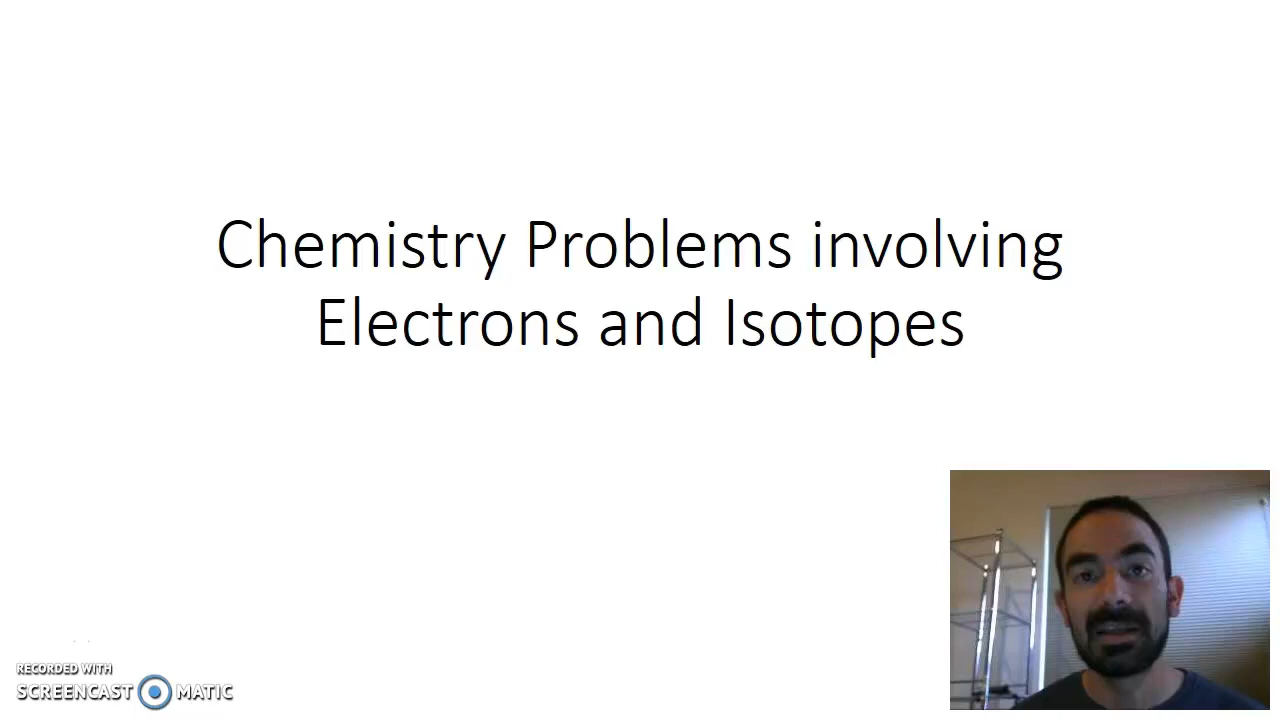 Chemistry Problems involving
Electrons and Isotopes
RECORDED WITH
SCREENCAST MATIC